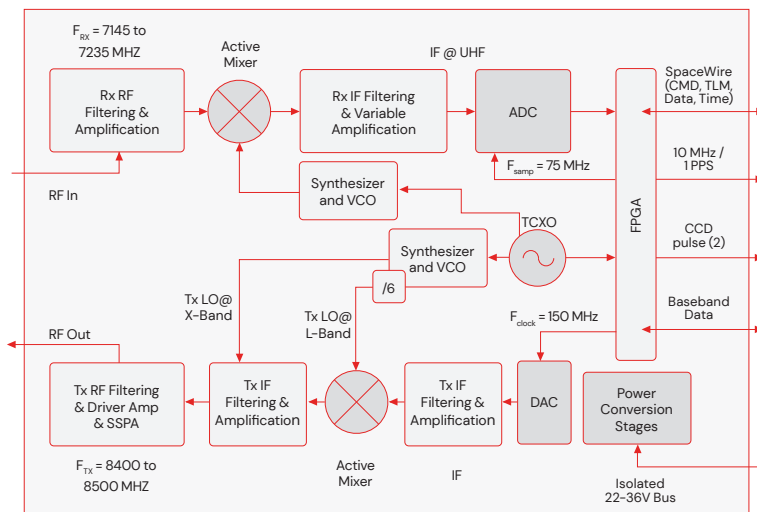 F_RX = 7145 to
7235 MHZ
Active
Mixer
IF @ UHF
Rx RF
Filtering &
Amplification
Rx IF Filtering
& Variable
Amplification
ADC
SpaceWire
(CMD, TLM,
Data, Time)
RF In
Synthesizer
and VCO
F_samp = 75 MHz
10 MHz /
1 PPS
TCXO
FPGA
Synthesizer
and VCO
/6
CCD
pulse (2)
Tx LO@
X-Band
Tx LO@
L-Band
F_clock = 150 MHz
Baseband
Data
RF Out
Tx RF Filtering
& Driver Amp
& SSPA
Tx IF
Filtering &
Amplification
Tx IF
Filtering &
Amplification
DAC
Power
Conversion
Stages
F_TX = 8400 to
8500 MHZ
Active
Mixer
IF
Isolated
22-36V Bus